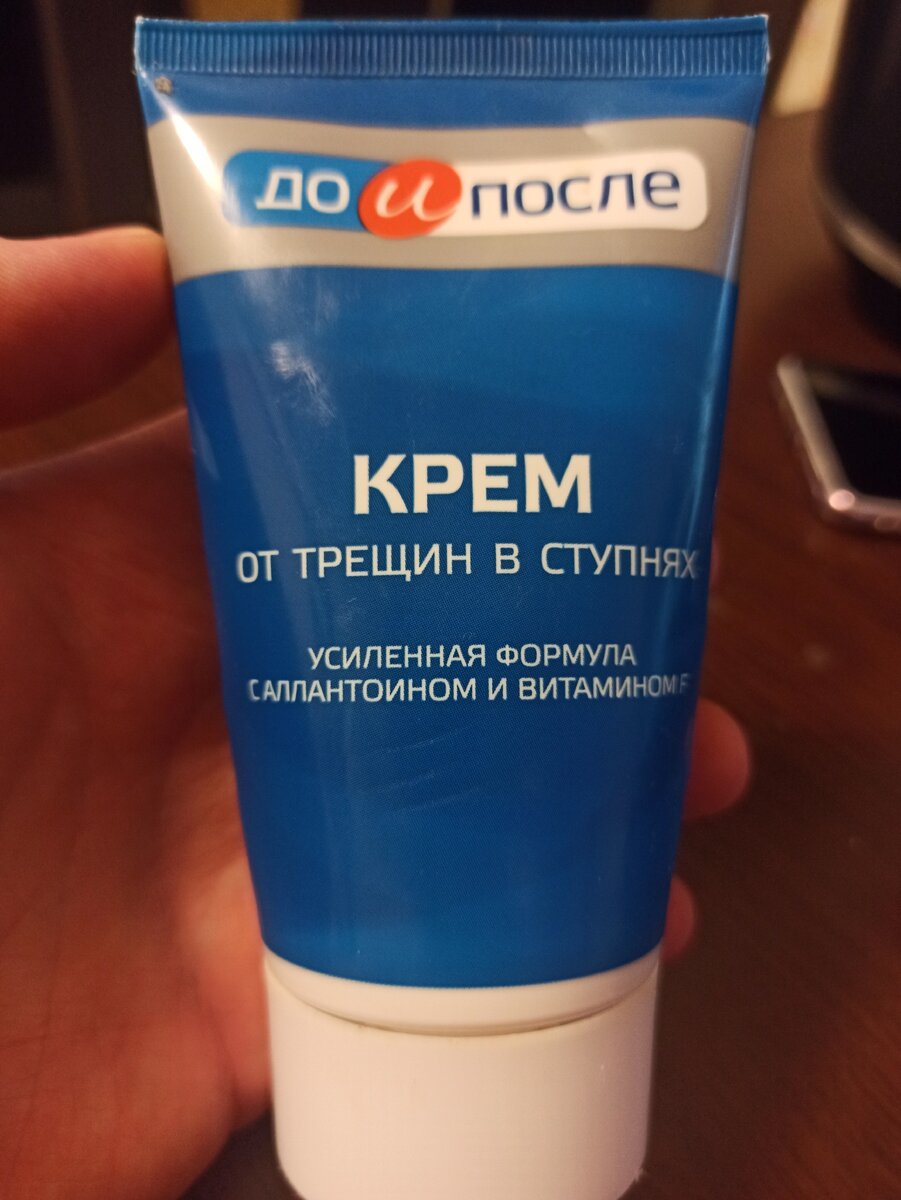 до и после
КРЕМ
ОТ ТРЕЩИН В СТУПНЯХ
УСИЛЕННАЯ ФОРМУЛА
С АЛЛАНТОИНОМ И ВИТАМИНОМ F